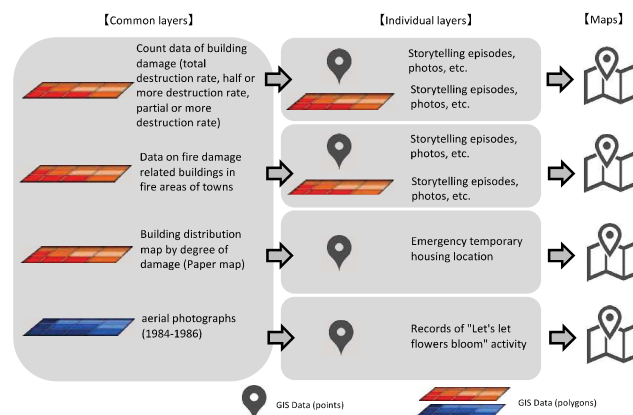 【Common layers】
【Individual layers】
【Maps】
Count data of building
damage (total
destruction rate, half or
more destruction rate,
partial or more
destruction rate)
Storytelling episodes,
photos, etc.
Storytelling episodes,
photos, etc.
Data on fire damage
related buildings in
fire areas of towns
Storytelling episodes,
photos, etc.
Storytelling episodes,
photos, etc.
Building distribution
map by degree of
damage (Paper map)
Emergency temporary
housing location
aerial photographs
(1984-1986)
Records of "Let's let
flowers bloom" activity
GIS Data (points)
GIS Data (polygons)